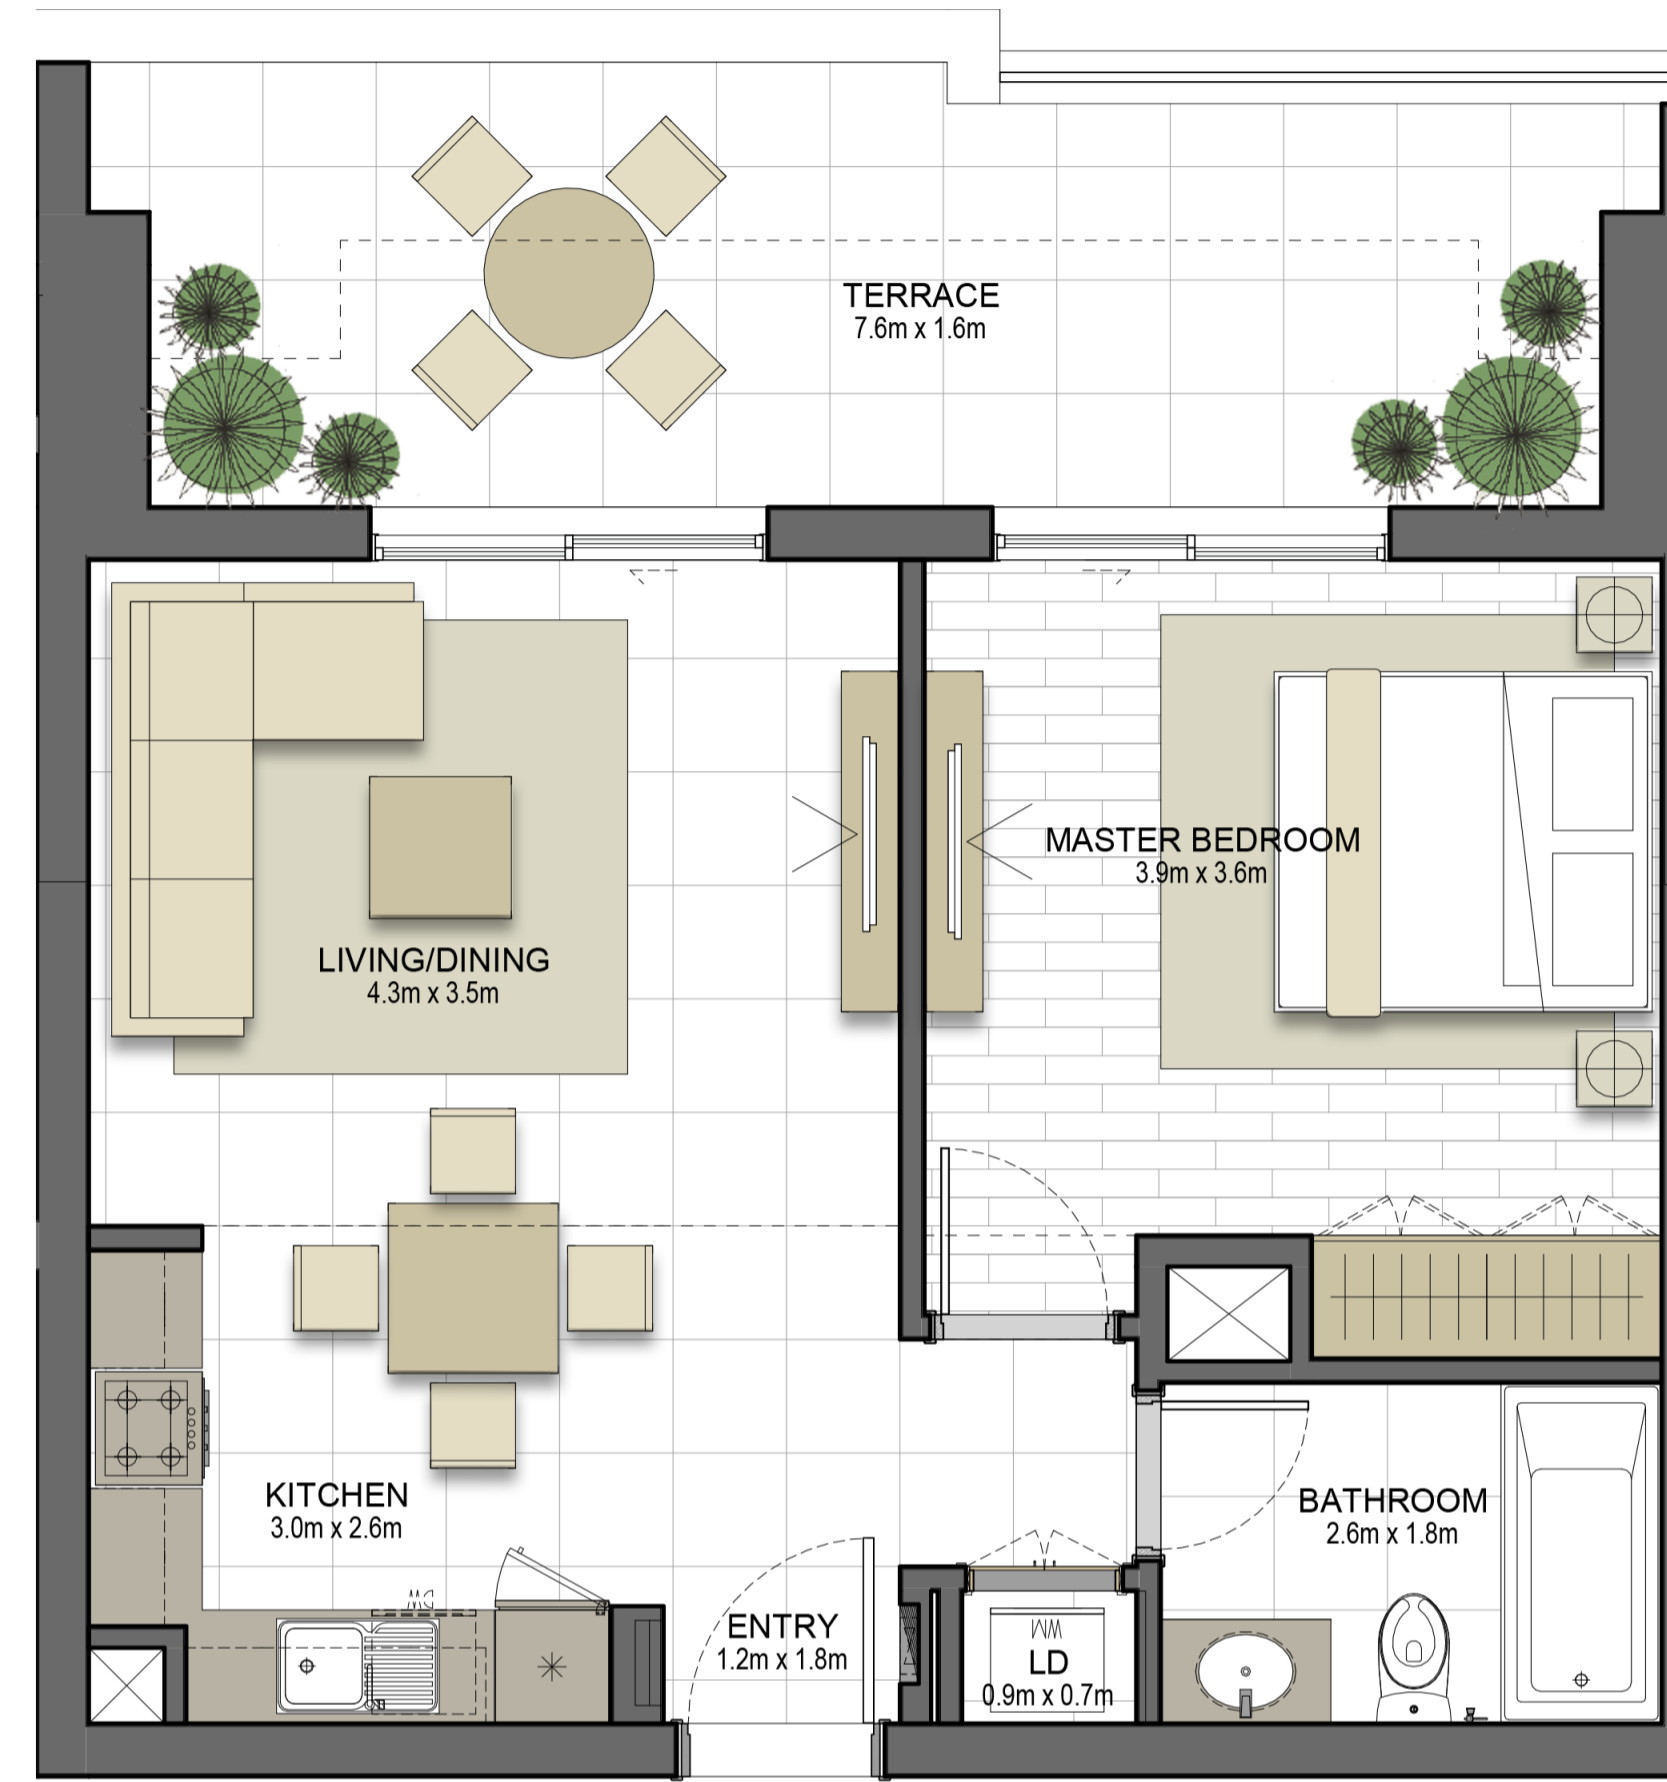 TERRACE
7.6m x 1.6m
MASTER BEDROOM
3.9m x 3.6m
LIVING/DINING
4.3m x 3.5m
KITCHEN
3.0m x 2.6m
BATHROOM
2.6m x 1.8m
DW
ENTRY
1.2m x 1.8m
WM
LD
0.9m x 0.7m